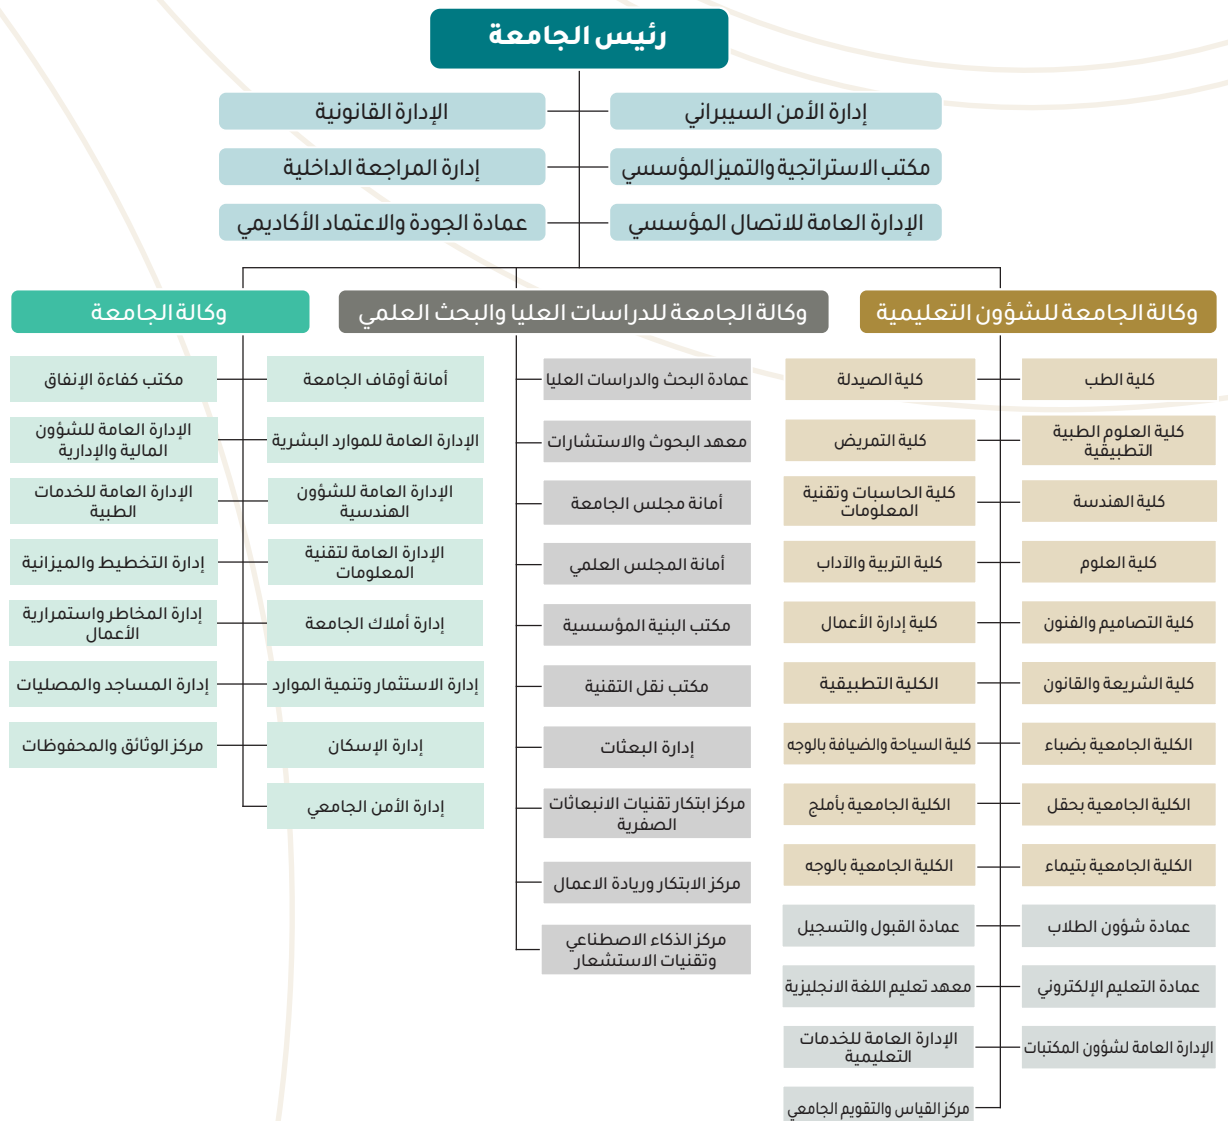 رئيس الجامعة
إدارة الأمن السيبراني
الإدارة القانونية
مكتب الاستراتجية والتميز المؤسسي
إدارة المراجعة الداخلية
الإدارة العامة للاتصال المؤسسي
عمادة الجودة والاعتماد الأكاديمي
وكالة الجامعة للشؤون التعليمية
كلية الطب
كلية الصيدلة
كلية العلوم الطبية
التطبيقية
كلية التمريض
كلية الهندسة
كلية الحاسبات وتقنية
المعلومات
كلية العلوم
كلية التربية والآداب
كلية التصاميم والفنون
كلية إدارة الأعمال
كلية الشريعة والقانون
الكلية التطبيقية
الكلية الجامعية بضباء
كلية السياحة والضيافة بالوجه
الكلية الجامعية بحقل
الكلية الجامعية بأملج
الكلية الجامعية بتيماء
الكلية الجامعية بالوجه
عمادة شؤون الطلاب
عمادة القبول والتسجيل
عمادة التعليم الإلكتروني
معهد تعليم اللغة الانجليزية
الإدارة العامة لشؤون المكتبات
الإدارة العامة للخدمات
التعليمية
مركز القياس والتقويم الجامعي
وكالة الجامعة للدراسات العليا والبحث العلمي
عمادة البحث والدراسات العليا
معهد البحوث والاستشارات
أمانة مجلس الجامعة
أمانة المجلس العلمي
مكتب البنية المؤسسية
مكتب نقل التقنية
إدارة البعثات
مركز ابتكار تقنيات الانبعاثات
الصفرية
مركز الابتكار وريادة الاعمال
مركز الذكاء الاصطناعي
وتقنيات الاستشعار
وكالة الجامعة
أمانة أوقاف الجامعة
مكتب كفاءة الإنفاق
الإدارة العامة للموارد البشرية
الإدارة العامة للشؤون
المالية والإدارية
الإدارة العامة للشؤون
الهندسية
الإدارة العامة للخدمات
الطبية
الإدارة العامة لتقنية
المعلومات
إدارة التخطيط والميزانية
إدارة أملاك الجامعة
إدارة المخاطر واستمرارية
الأعمال
إدارة الاستثمار وتنمية الموارد
إدارة المساجد والمصليات
إدارة الإسكان
مركز الوثائق والمحفوظات
إدارة الأمن الجامعي